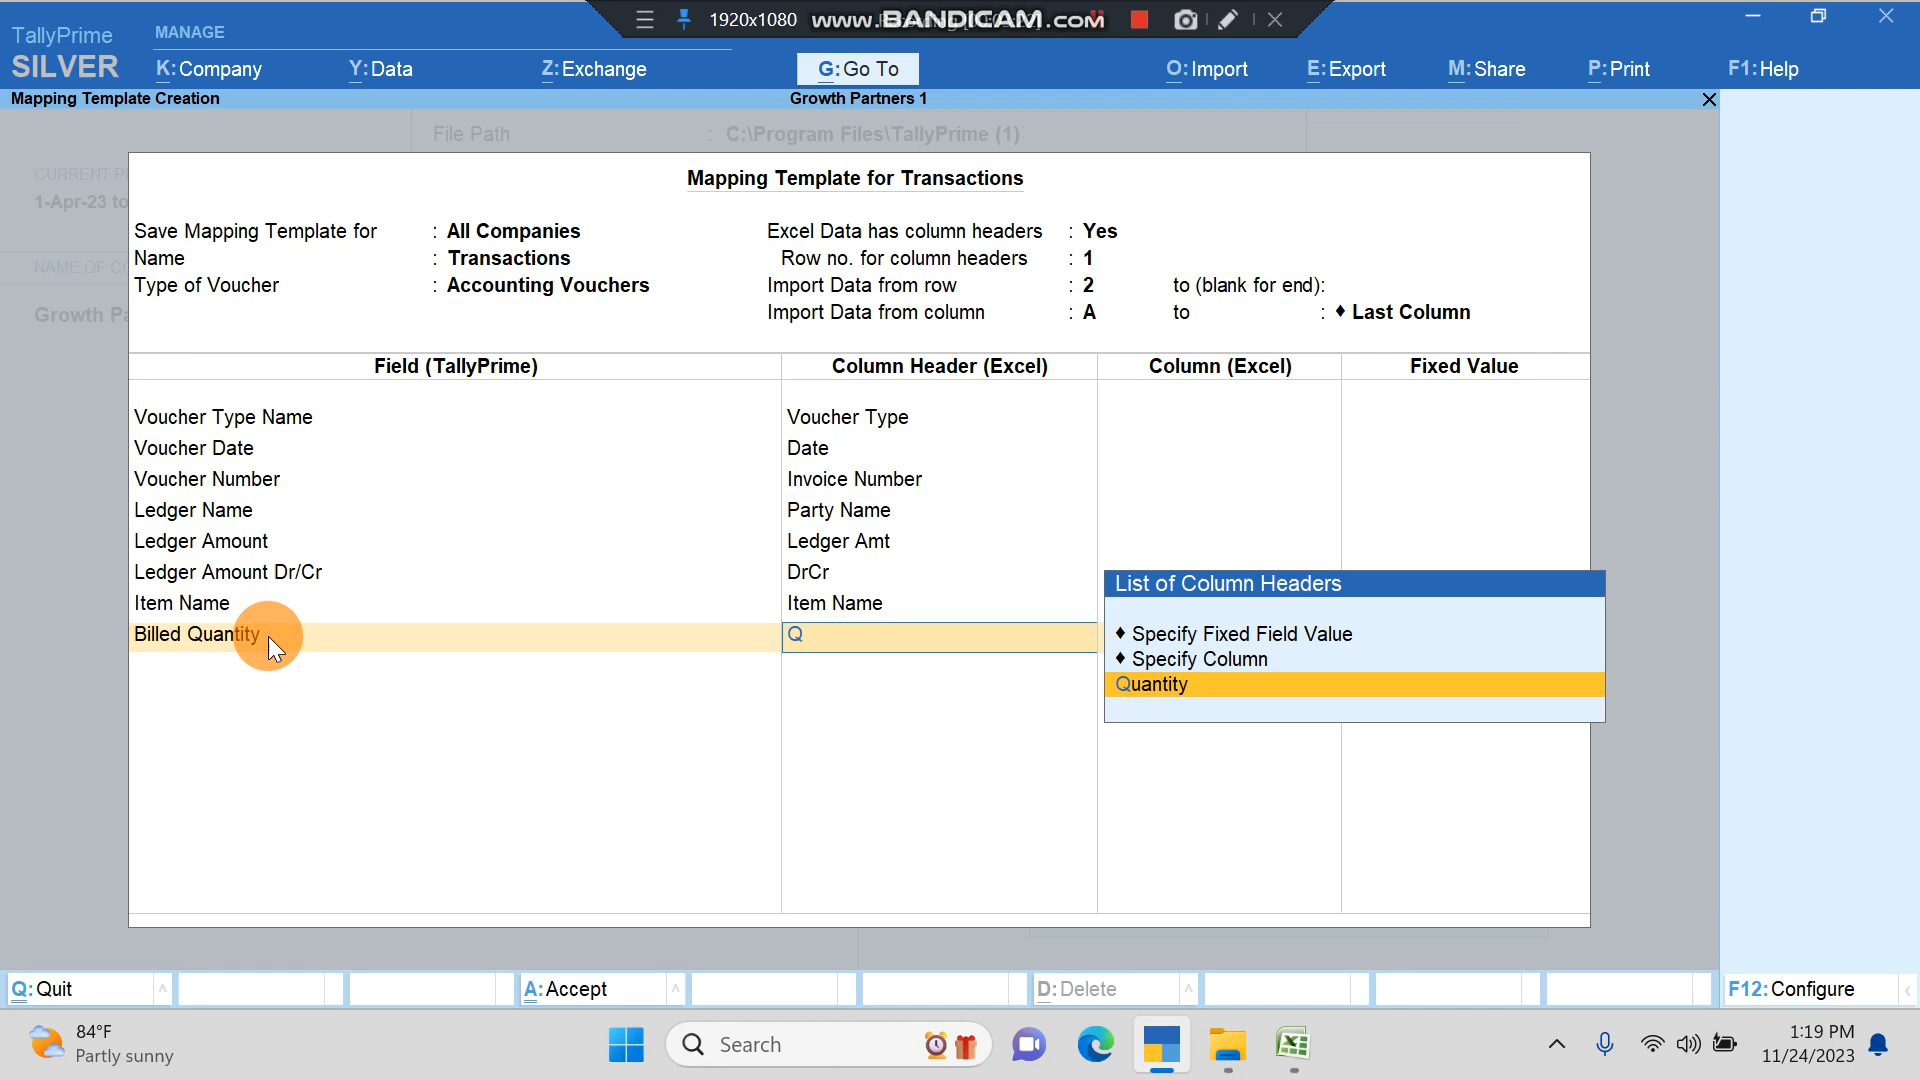 1920x1080 www.BANDICAM.com
TallyPrime
SILVER
MANAGE
K:Company
Y:Data
Z:Exchange
G:Go To
O:Import
E:Export
M:Share
P:Print
F1:Help
Mapping Template Creation
Growth Partners 1
File Path : C:\Program Files\TallyPrime (1)
1-Apr-23 to
Mapping Template for Transactions
Save Mapping Template for : All Companies
Name : Transactions
Type of Voucher : Accounting Vouchers
Excel Data has column headers : Yes
Row no. for column headers : 1
Import Data from row : 2 to (blank for end):
Import Data from column : A to : ♦ Last Column
Field (TallyPrime) Column Header (Excel) Column (Excel) Fixed Value
Voucher Type Name Voucher Type
Voucher Date Date
Voucher Number Invoice Number
Ledger Name Party Name
Ledger Amount Ledger Amt
Ledger Amount Dr/Cr DrCr
Item Name Item Name
Billed Quantity Q
List of Column Headers
♦ Specify Fixed Field Value
♦ Specify Column
Quantity
Q:Quit
A:Accept
D:Delete
F12:Configure
84°F
Partly sunny
Search
1:19 PM
11/24/2023